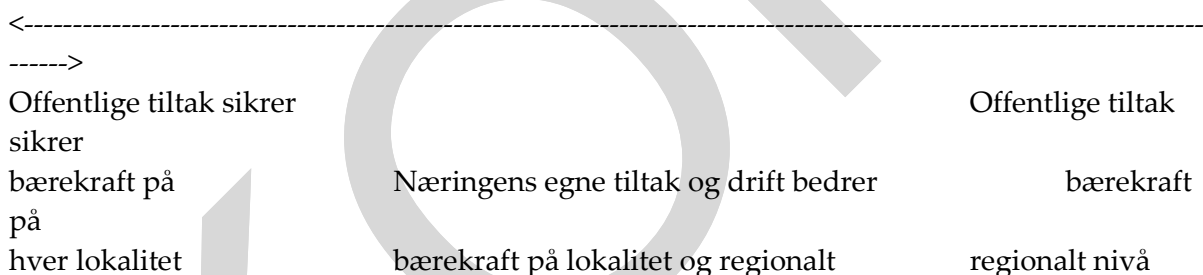 <--------------------------------------------------------------------------------------------------------------------------
------>
Offentlige tiltak sikrer Offentlige tiltak
sikrer
bærekraft på Næringens egne tiltak og drift bedrer bærekraft
på
hver lokalitet bærekraft på lokalitet og regionalt regionalt nivå